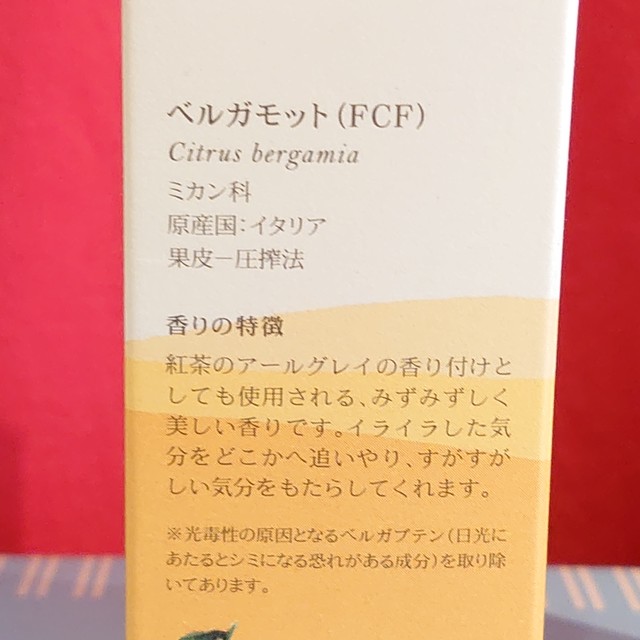 ベルガモット(FCF)
Citrus bergamia
ミカン科
原産国:イタリア
果皮－圧搾法
香りの特徴
紅茶のアールグレイの香り付けと
しても使用される、みずみずしく
美しい香りです。イライラした気
分をどこかへ追いやり、すがすが
しい気分をもたらしてくれます。
※光毒性の原因となるベルガプテン(日光に
あたるとシミになる恐れがある成分)を取り除
いてあります。